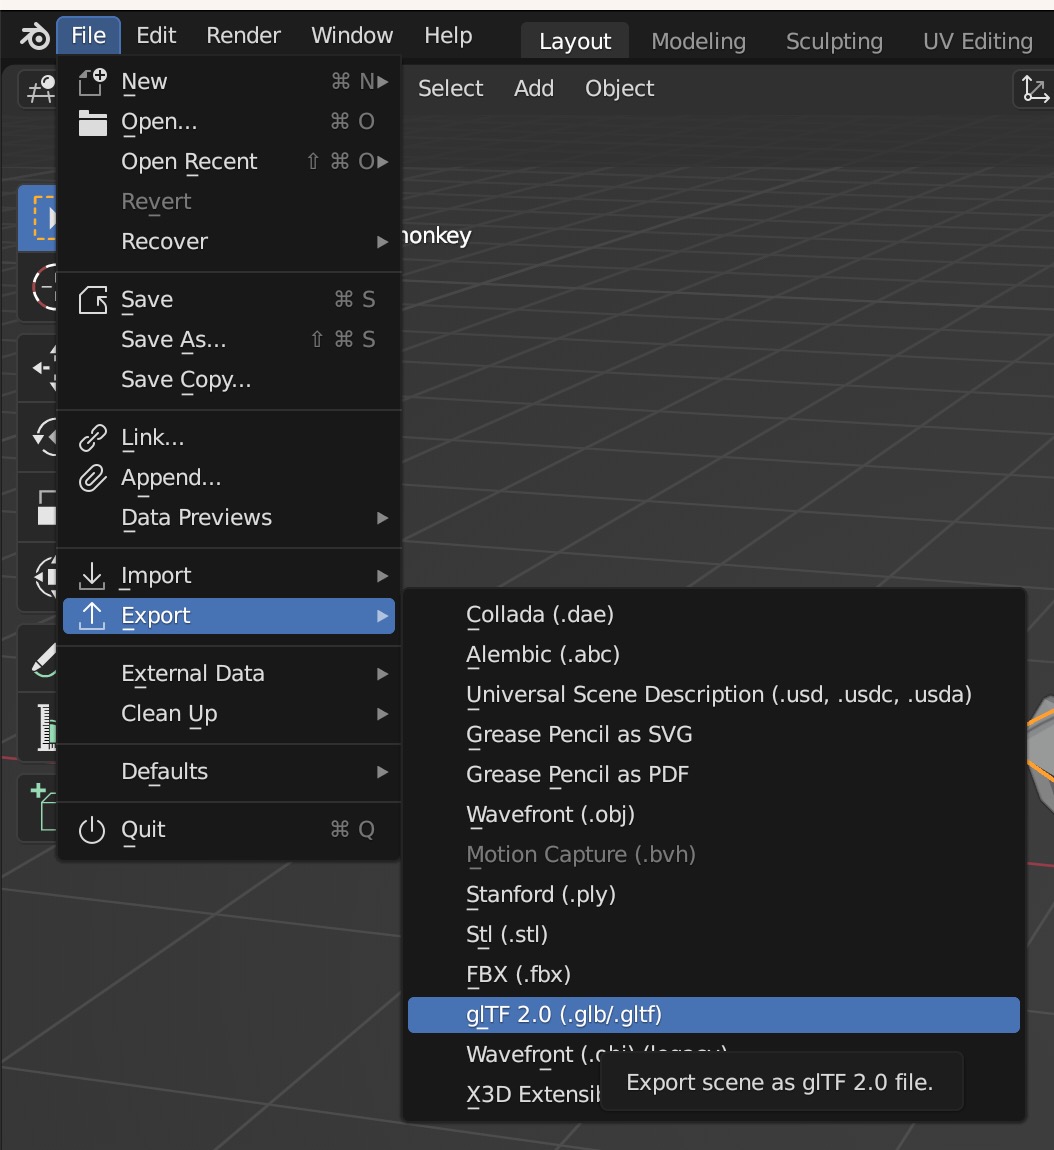 File Edit Render Window Help Layout Modeling Sculpting UV Editing
Select Add Object
New ⌘ N
Open... ⌘ O
Open Recent ⇧ ⌘ O
Revert
Recover
Save ⌘ S
Save As... ⇧ ⌘ S
Save Copy...
Link...
Append...
Data Previews
Import
Export
External Data
Clean Up
Defaults
Quit ⌘ Q
Collada (.dae)
Alembic (.abc)
Universal Scene Description (.usd, .usdc, .usda)
Grease Pencil as SVG
Grease Pencil as PDF
Wavefront (.obj)
Motion Capture (.bvh)
Stanford (.ply)
Stl (.stl)
FBX (.fbx)
glTF 2.0 (.glb/.gltf)
Wavefront (.obj) (legacy)
X3D
Export scene as glTF 2.0 file.